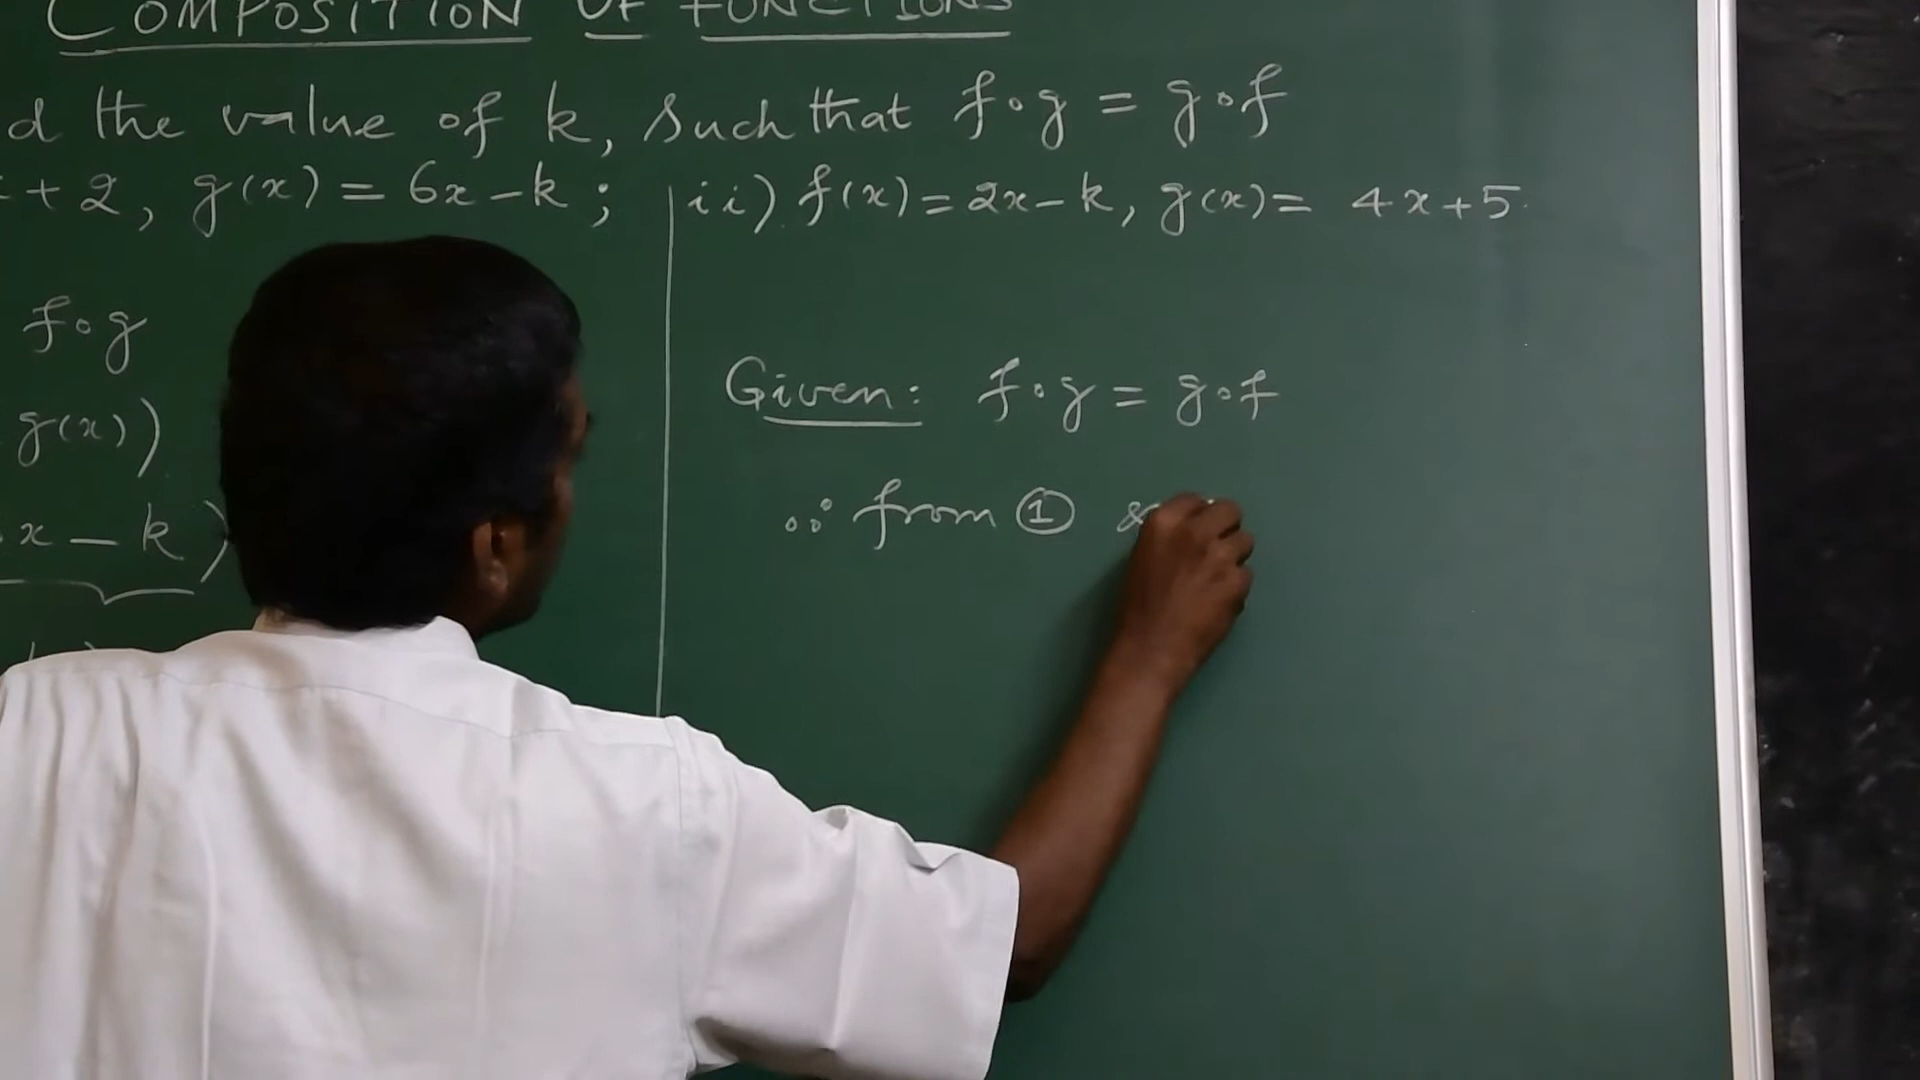 COMPOSITION OF FUNCTIONS
d the value of k, such that f∘g = g∘f
+ 2, g(x) = 6x – k ; ii) f(x) = 2x – k, g(x) = 4x + 5.
f∘g
g(x))
x – k)
Given: f∘g = g∘f
∴ from ① &